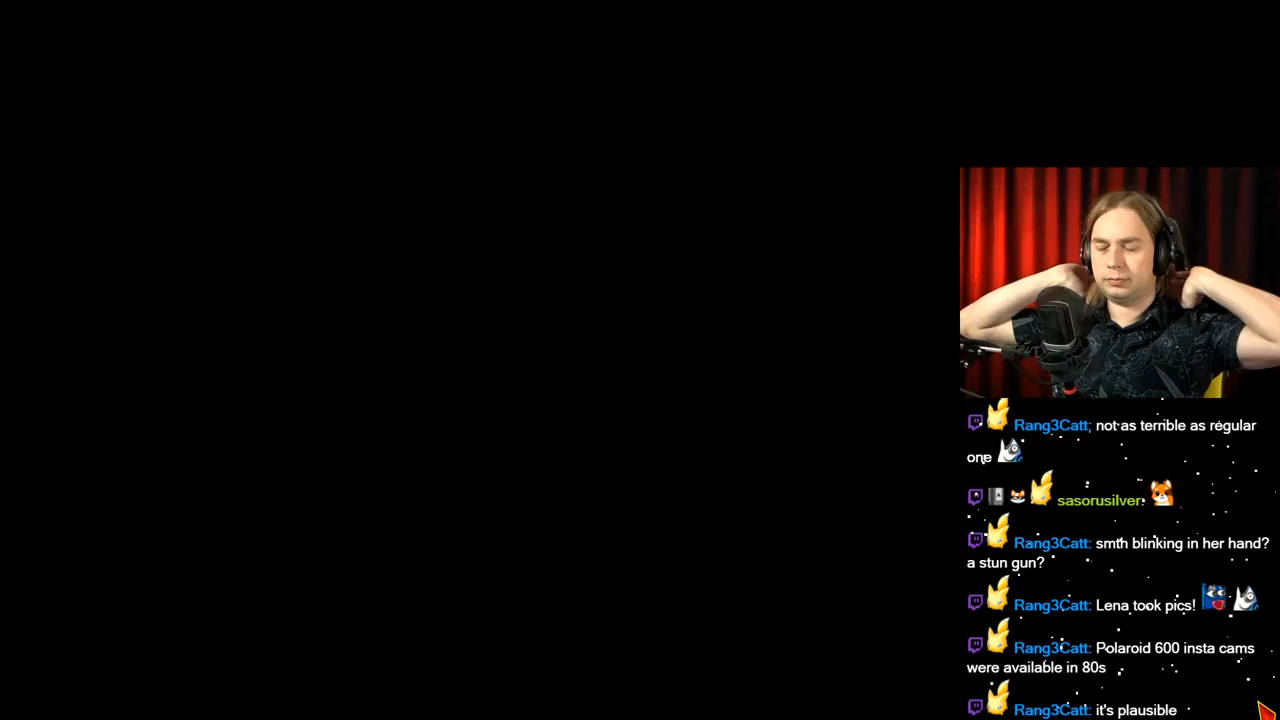 Rang3Catt: not as terrible as regular
one
sasorusilver:
Rang3Catt: smth blinking in her hand?
a stun gun?
Rang3Catt: Lena took pics!
Rang3Catt: Polaroid 600 insta cams
were available in 80s
Rang3Catt: it's plausible